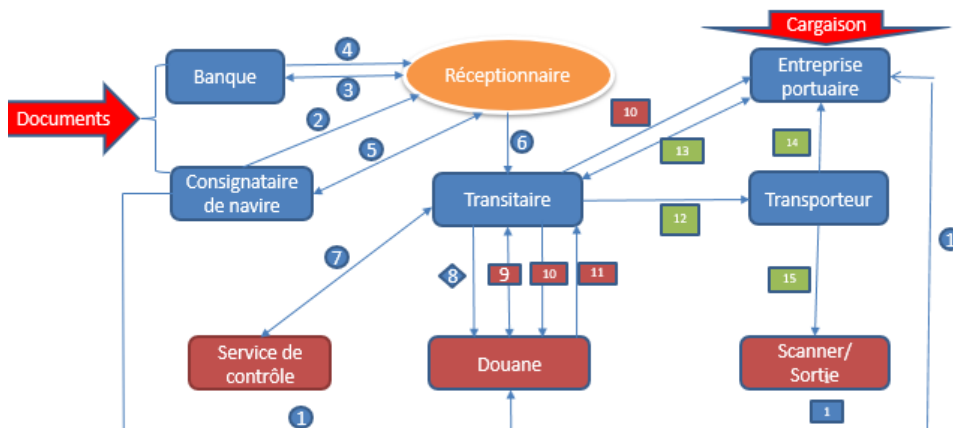 Cargaison
Banque
4
3
Réceptionnaire
Entreprise
portuaire
Documents
2
10
5
6
13
14
Consignataire
de navire
Transitaire
Transporteur
12
1
7
8
9
10
11
15
Service de
contrôle
Douane
Scanner/
Sortie
1
1